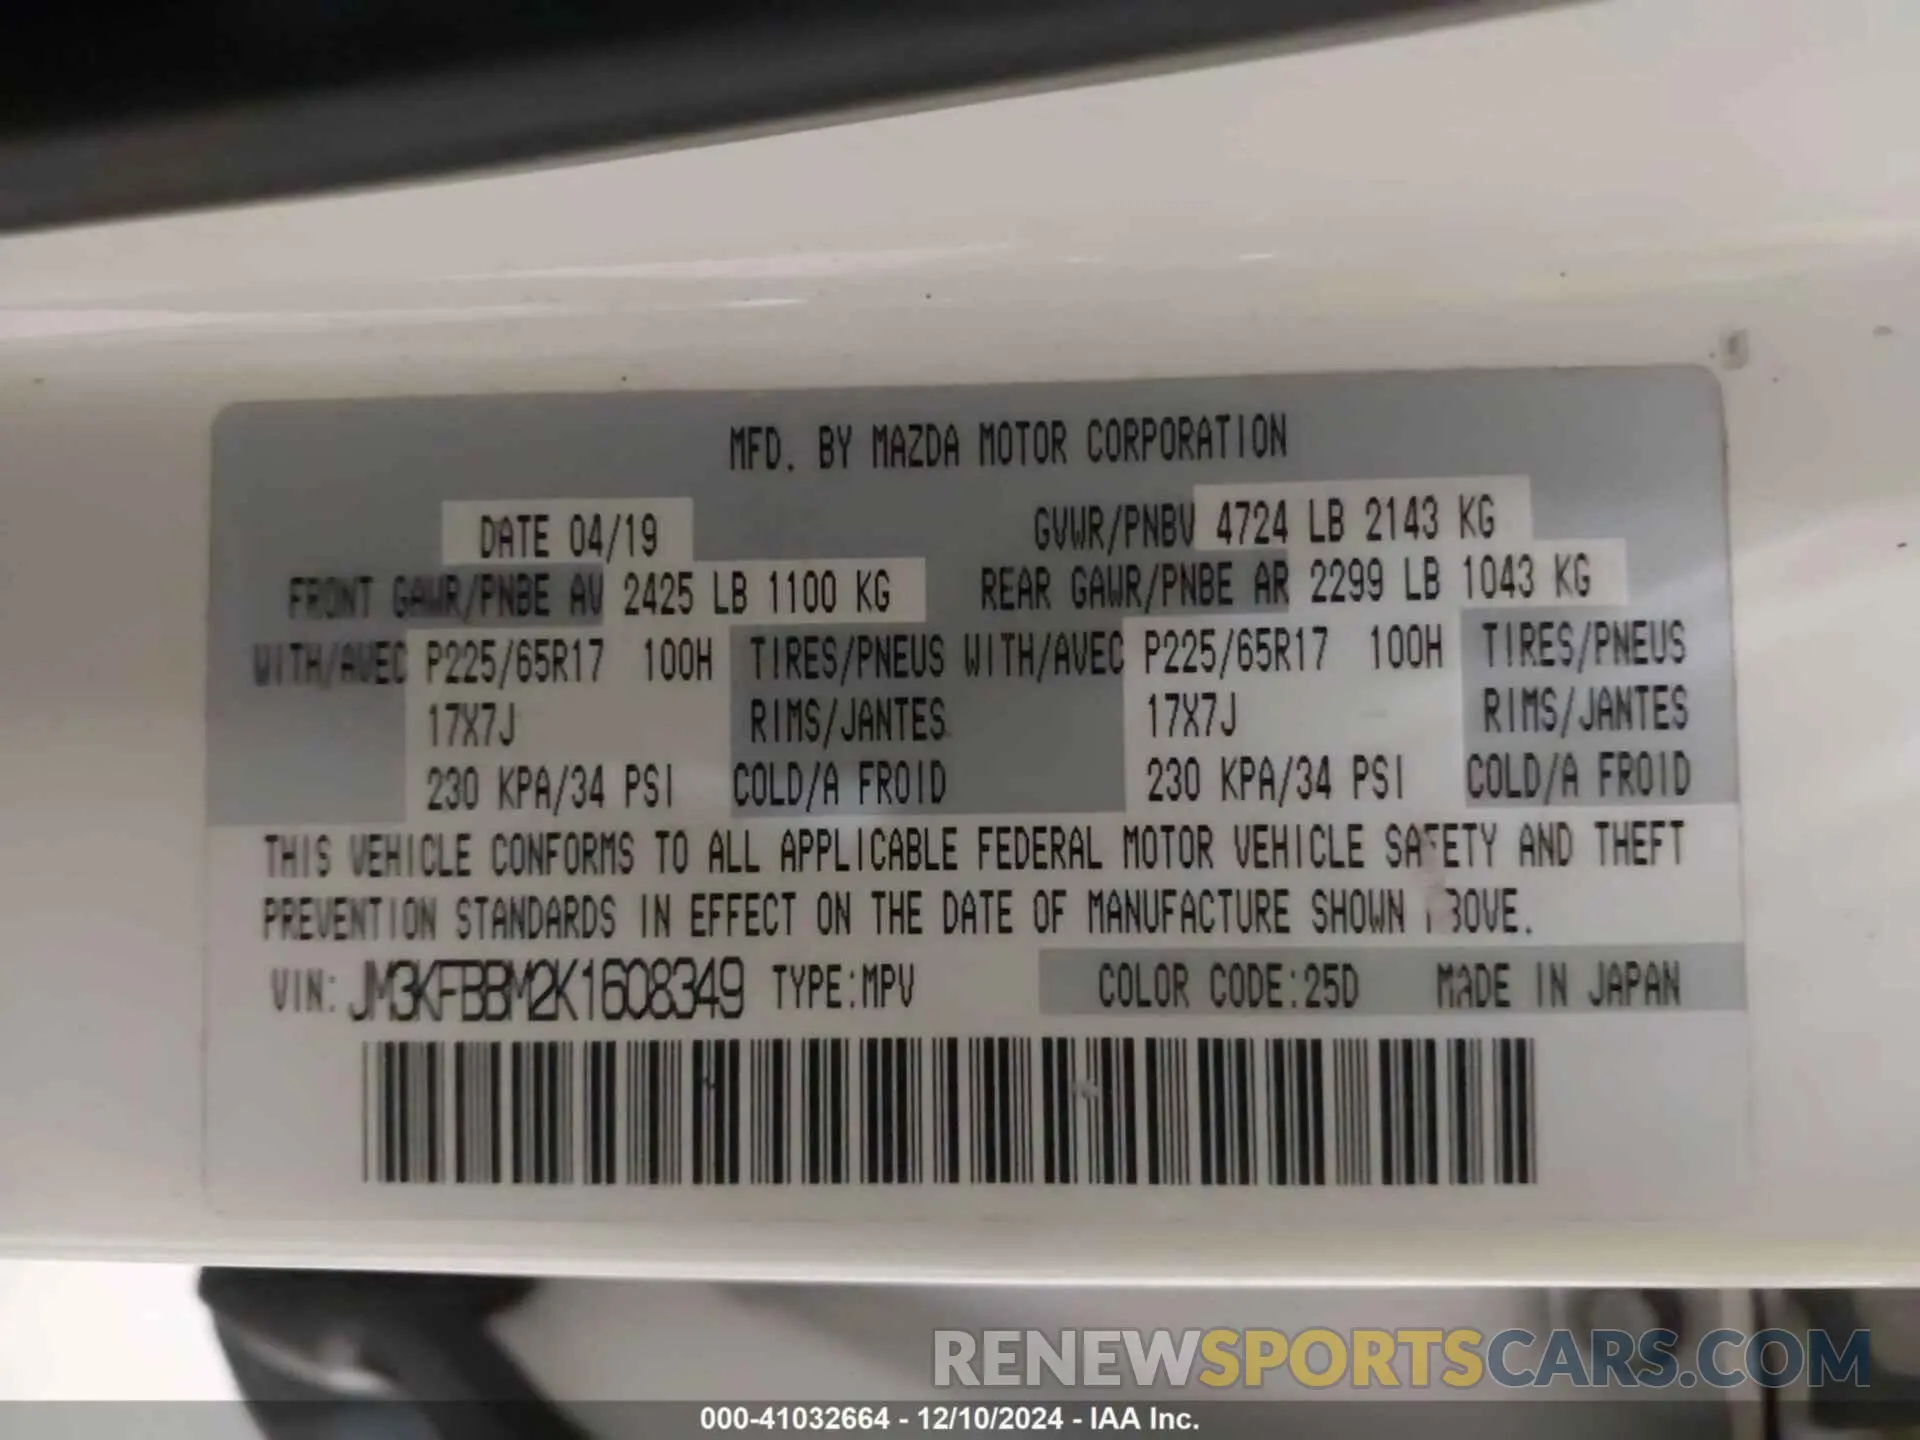 MFD. BY MAZDA MOTOR CORPORATION
DATE 04/19 GVWR/PNBV 4724 LB 2143 KG
FRONT GAWR/PNBE AV 2425 LB 1100 KG REAR GAWR/PNBE AR 2299 LB 1043 KG
WITH/AVEC P225/65R17 100H TIRES/PNEUS WITH/AVEC P225/65R17 100H TIRES/PNEUS
17X7J RIMS/JANTES 17X7J RIMS/JANTES
230 KPA/34 PSI COLD/A FROID 230 KPA/34 PSI COLD/A FROID
THIS VEHICLE CONFORMS TO ALL APPLICABLE FEDERAL MOTOR VEHICLE SAFETY AND THEFT
PREVENTION STANDARDS IN EFFECT ON THE DATE OF MANUFACTURE SHOWN ABOVE.
VIN: JM3KFBBM2K1608349 TYPE:MPV COLOR CODE:25D MADE IN JAPAN
RENEWSPORTSCARS.COM
000-41032664 - 12/10/2024 - IAA Inc.